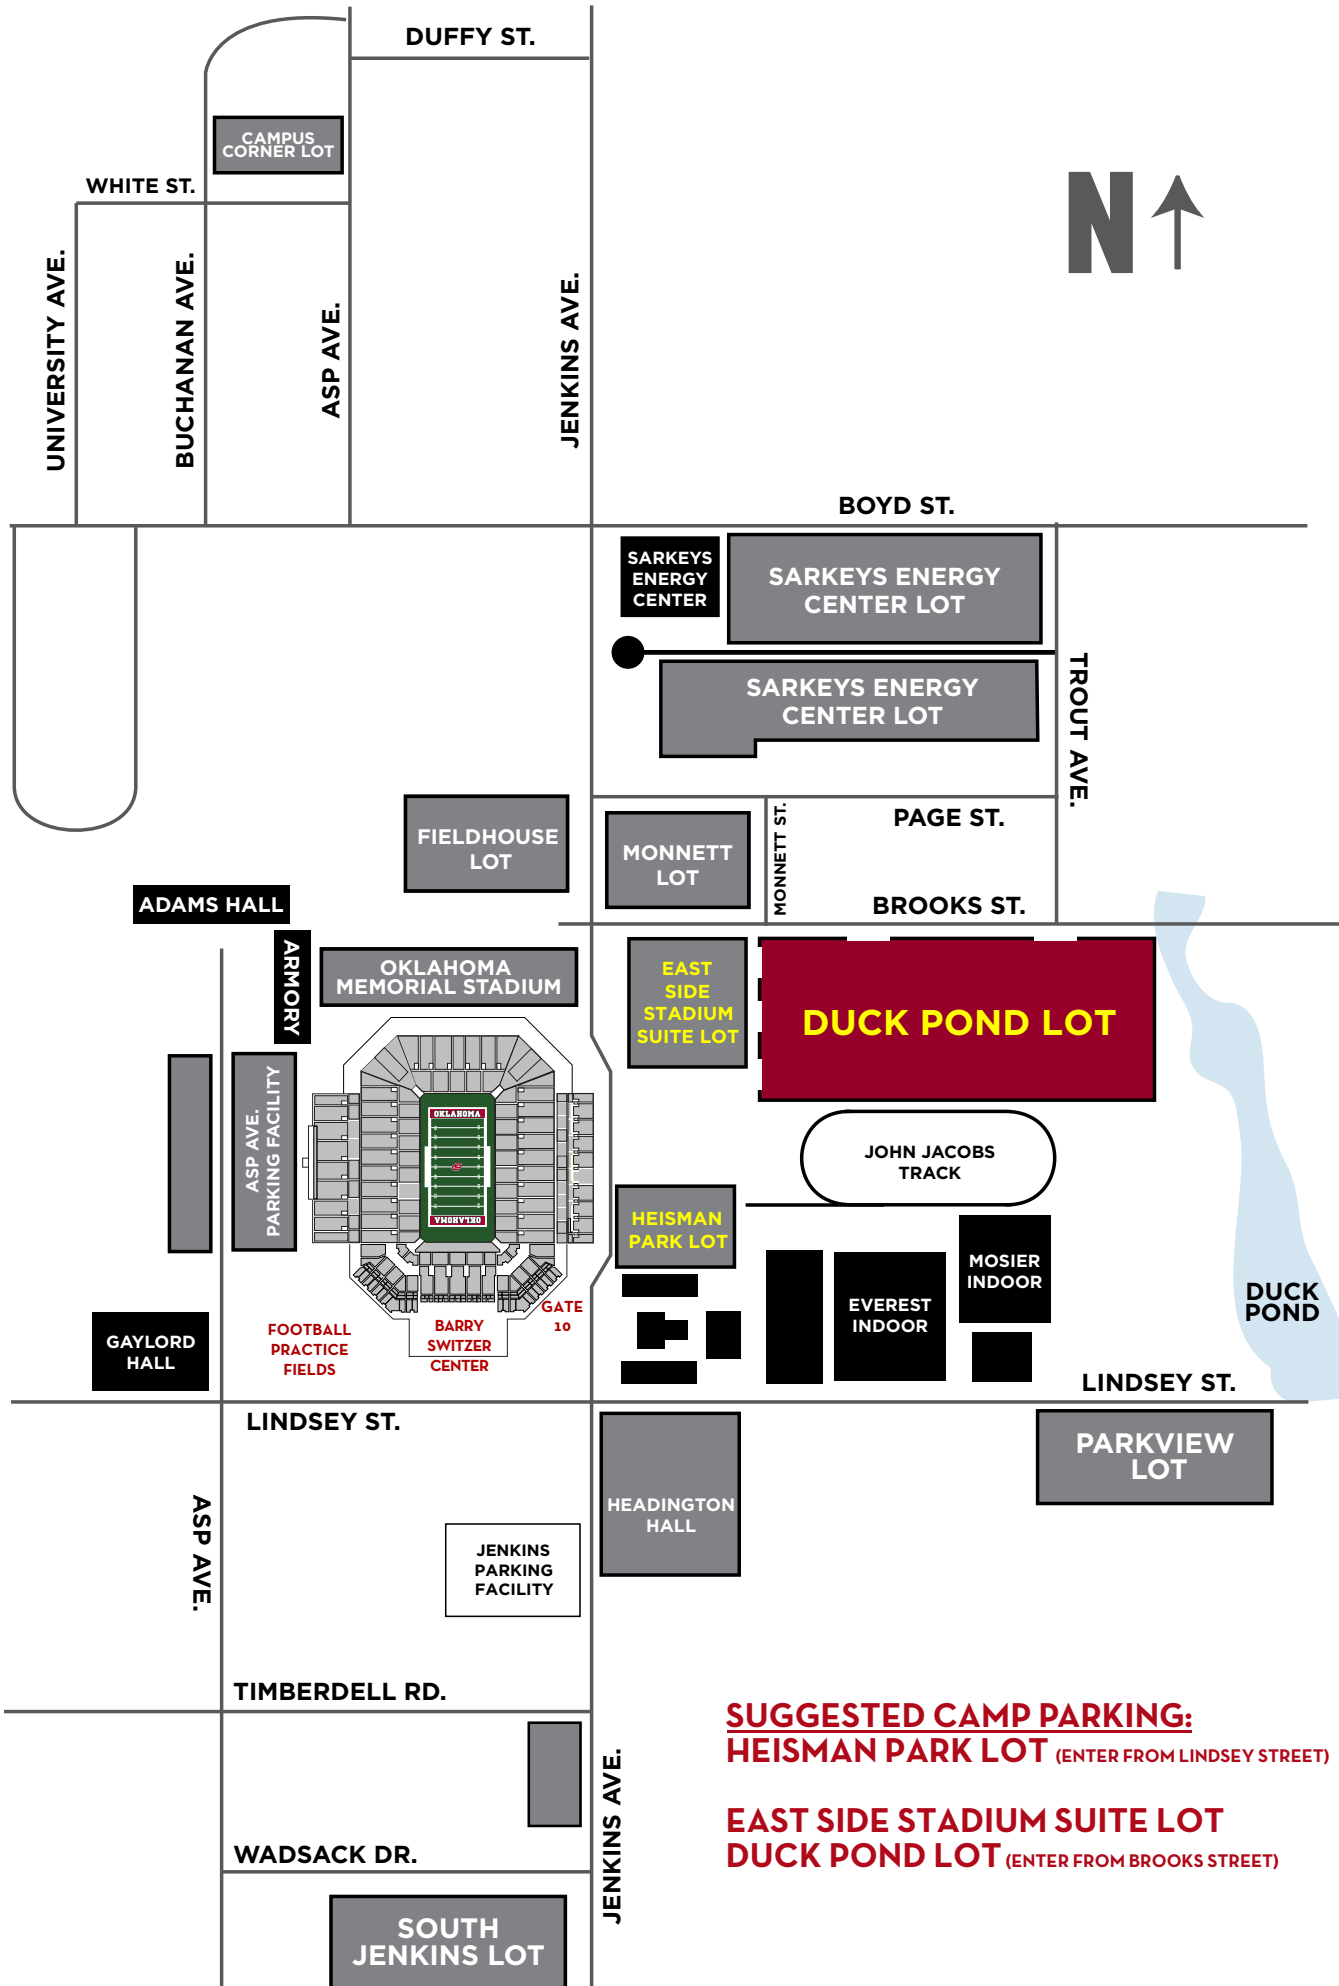 DUFFY ST.
CAMPUS
CORNER LOT
WHITE ST.
N
UNIVERSITY AVE.
BUCHANAN AVE.
ASP AVE.
JENKINS AVE.
BOYD ST.
SARKEYS
ENERGY
CENTER
SARKEYS ENERGY
CENTER LOT
SARKEYS ENERGY
CENTER LOT
TROUT AVE.
FIELDHOUSE
LOT
MONNETT
LOT
MONNETT ST.
PAGE ST.
ADAMS HALL
BROOKS ST.
ARMORY
OKLAHOMA
MEMORIAL STADIUM
EAST
SIDE
STADIUM
SUITE LOT
DUCK POND LOT
ASP AVE.
PARKING FACILITY
OKLAHOMA
OKLAHOMA
JOHN JACOBS
TRACK
HEISMAN
PARK LOT
MOSIER
INDOOR
EVEREST
INDOOR
DUCK
POND
GAYLORD
HALL
FOOTBALL
PRACTICE
FIELDS
BARRY
SWITZER
CENTER
GATE
10
LINDSEY ST.
LINDSEY ST.
PARKVIEW
LOT
HEADINGTON
HALL
ASP AVE.
JENKINS
PARKING
FACILITY
TIMBERDELL RD.
SUGGESTED CAMP PARKING:
HEISMAN PARK LOT (ENTER FROM LINDSEY STREET)
EAST SIDE STADIUM SUITE LOT
DUCK POND LOT (ENTER FROM BROOKS STREET)
JENKINS AVE.
WADSACK DR.
SOUTH
JENKINS LOT